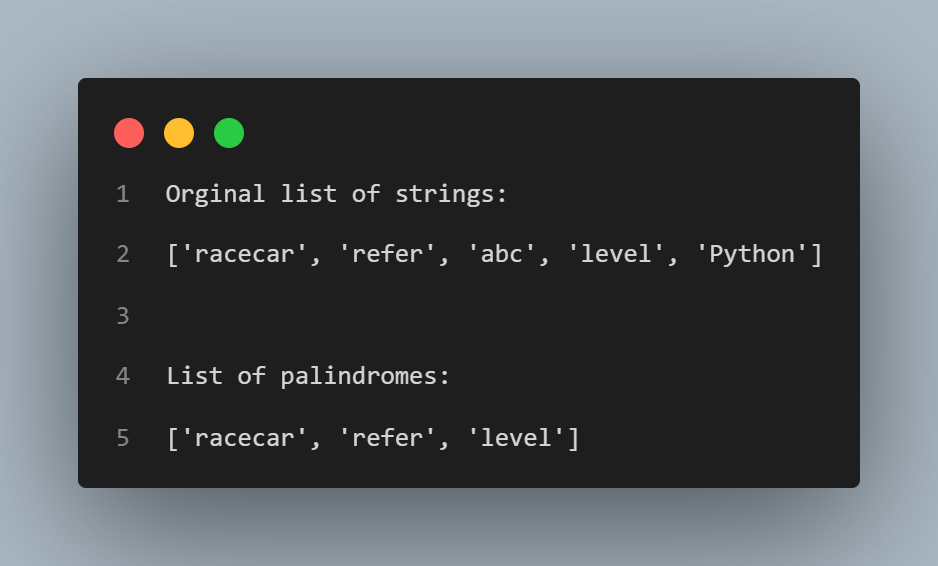 1 Orginal list of strings:
2 ['racecar', 'refer', 'abc', 'level', 'Python']
3
4 List of palindromes:
5 ['racecar', 'refer', 'level']